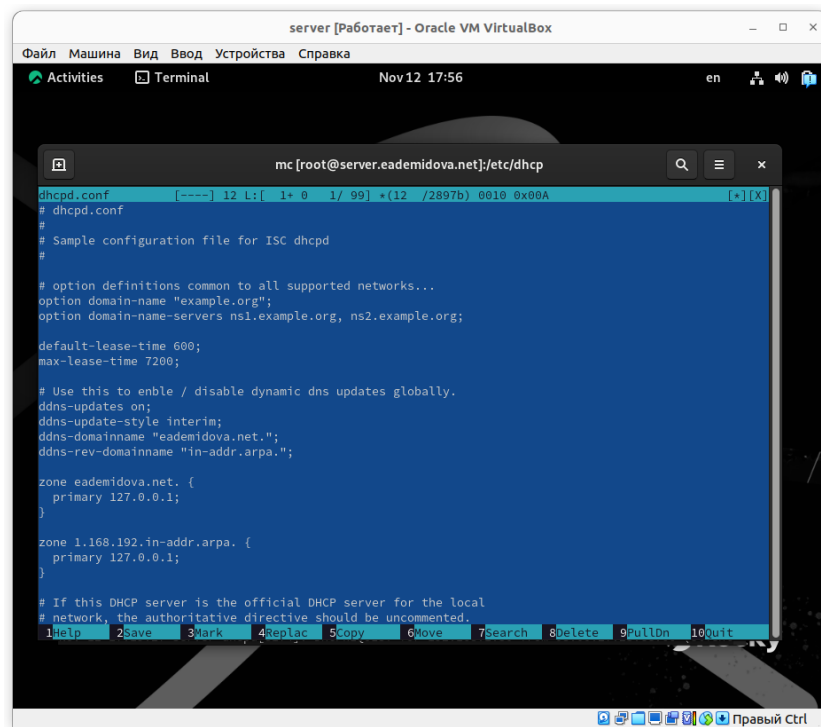 server [Работает] - Oracle VM VirtualBox
Файл Машина Вид Ввод Устройства Справка
Activities Terminal Nov 12 17:56 en
mc [root@server.eademidova.net]:/etc/dhcp
dhcpd.conf [----] 12 L:[ 1+ 0 1/ 99] *(12 /2897b) 0010 0x00A [*][X]
# dhcpd.conf
#
# Sample configuration file for ISC dhcpd
#
# option definitions common to all supported networks...
option domain-name "example.org";
option domain-name-servers ns1.example.org, ns2.example.org;
default-lease-time 600;
max-lease-time 7200;
# Use this to enble / disable dynamic dns updates globally.
ddns-updates on;
ddns-update-style interim;
ddns-domainname "eademidova.net.";
ddns-rev-domainname "in-addr.arpa.";
zone eademidova.net. {
primary 127.0.0.1;
}
zone 1.168.192.in-addr.arpa. {
primary 127.0.0.1;
}
# If this DHCP server is the official DHCP server for the local
# network, the authoritative directive should be uncommented.
1Help 2Save 3Mark 4Replac 5Copy 6Move 7Search 8Delete 9PullDn 10Quit
Правый Ctrl